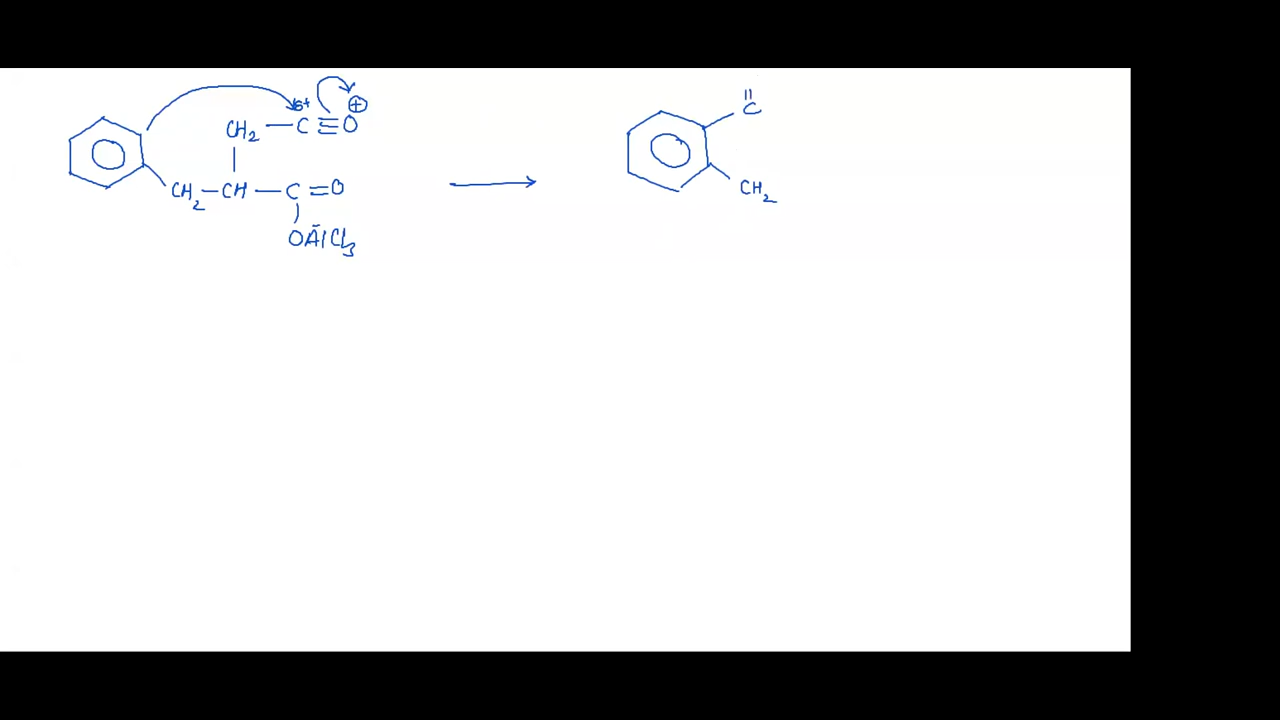 CH₂ — C ≡ O δ+ ⊕
CH₂ — CH — C = O
OĀlCl₃
C
CH₂